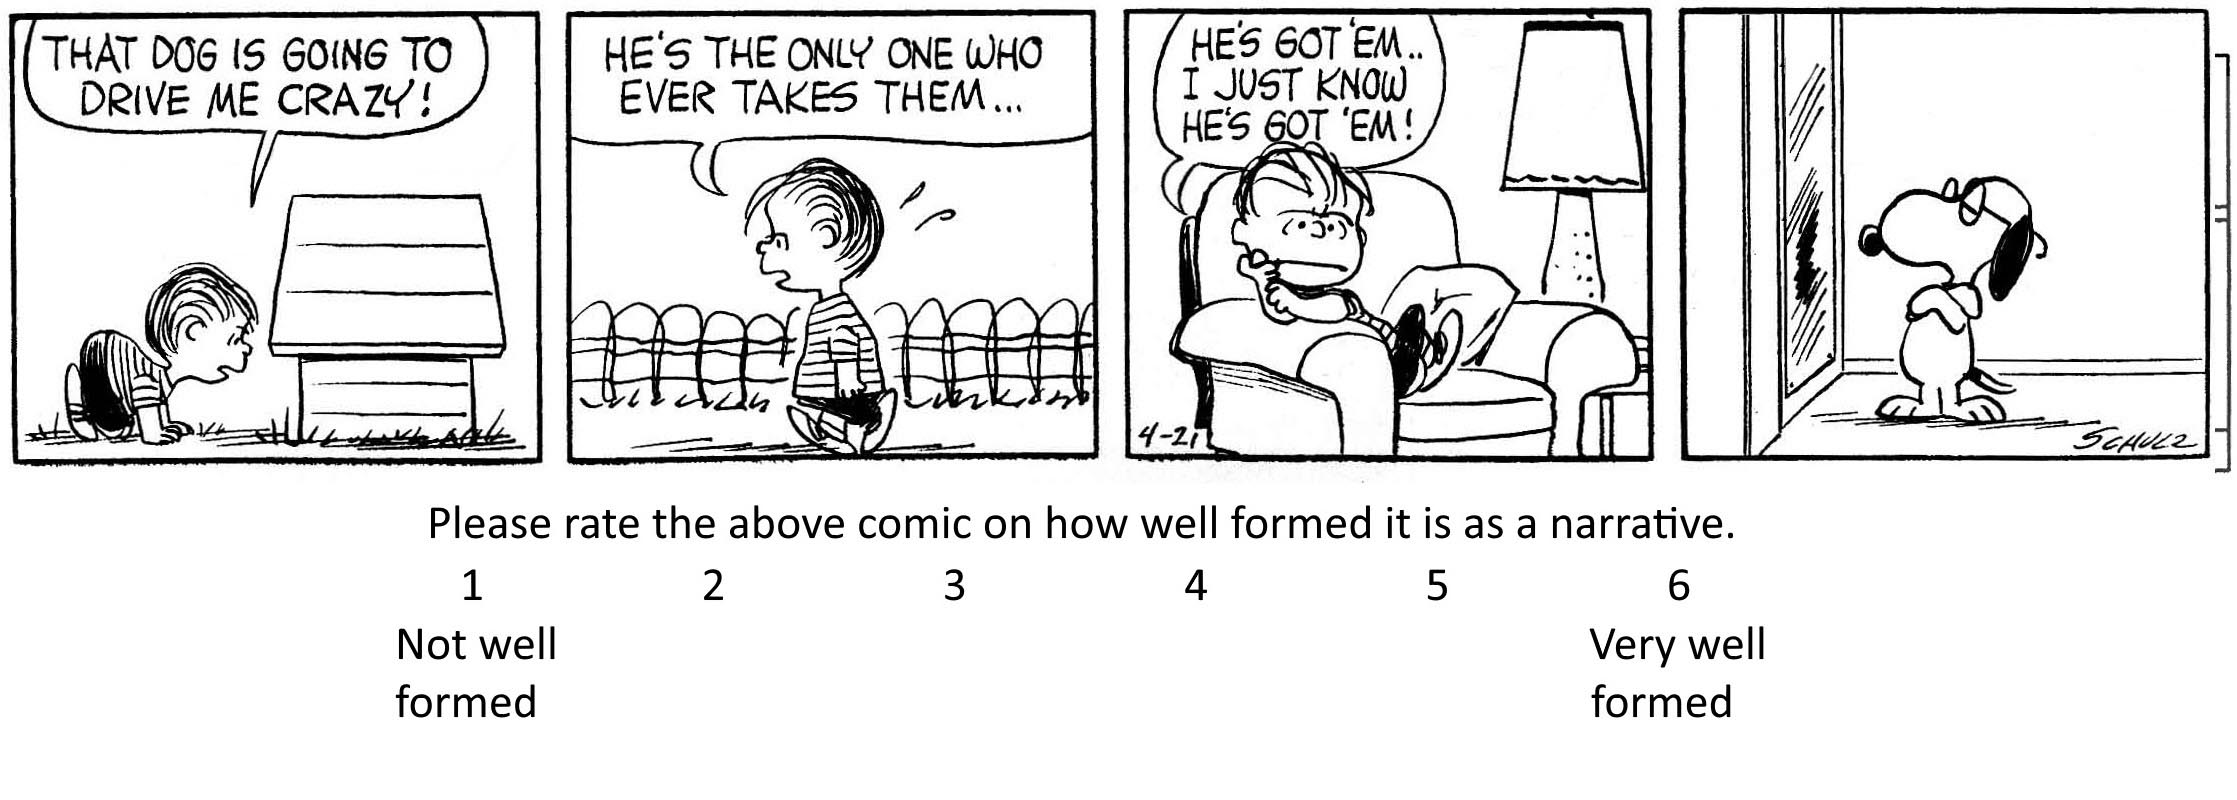 THAT DOG IS GOING TO
DRIVE ME CRAZY!
HE'S THE ONLY ONE WHO
EVER TAKES THEM...
HE'S GOT 'EM..
I JUST KNOW
HE'S GOT 'EM!
4-21
SCHULZ
Please rate the above comic on how well formed it is as a narrative.
1 2 3 4 5 6
Not well formed
Very well formed